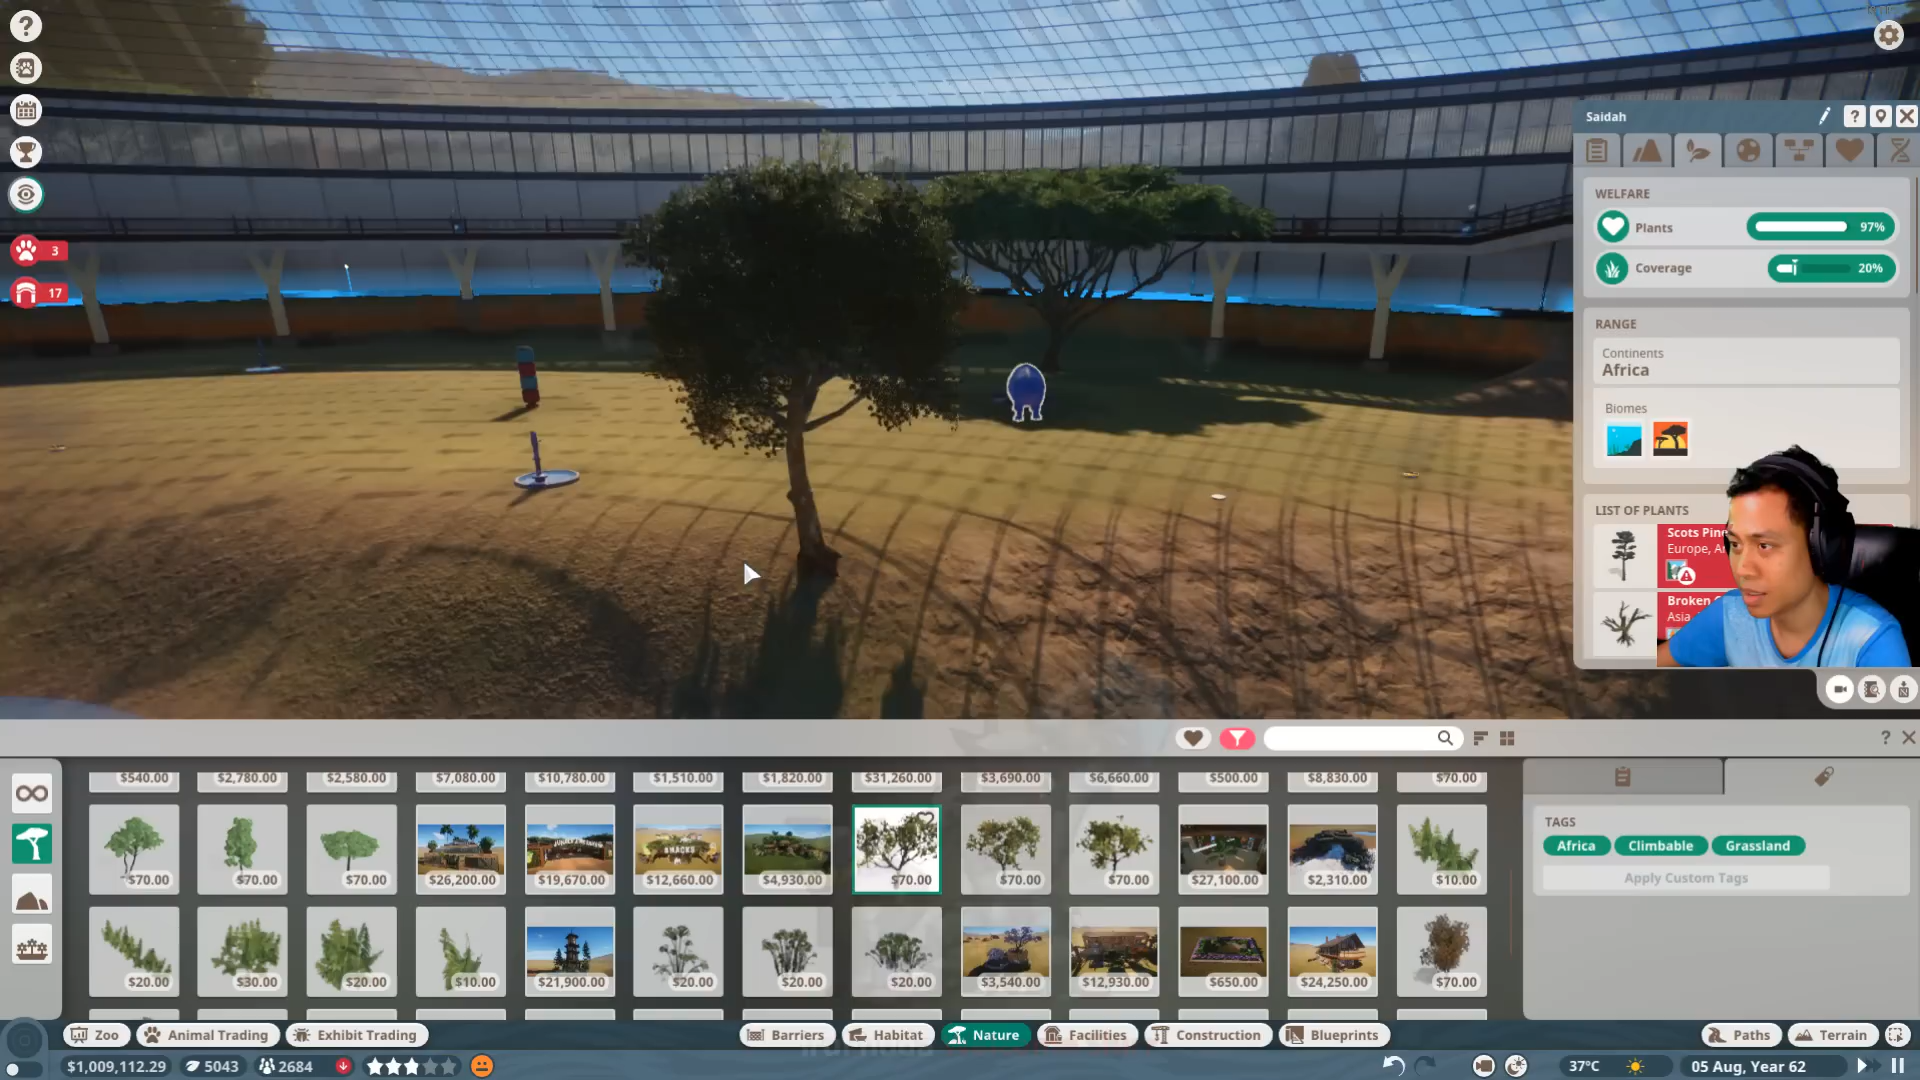 3
17
Saidah
?
WELFARE
Plants 97%
Coverage 20%
RANGE
Continents
Africa
Biomes
LIST OF PLANTS
Scots Pine
Europe,
Broken
Asia
?
$540.00 $2,780.00 $2,580.00 $7,080.00 $10,780.00 $1,510.00 $1,820.00 $31,260.00 $3,690.00 $6,660.00 $500.00 $8,830.00 $70.00
$70.00 $70.00 $70.00 $26,200.00 $19,670.00 $12,660.00 $4,930.00 $70.00 $70.00 $70.00 $27,100.00 $2,310.00 $10.00
SNACKS
$20.00 $30.00 $20.00 $10.00 $21,900.00 $20.00 $20.00 $20.00 $3,540.00 $12,930.00 $650.00 $24,250.00 $70.00
TAGS
Africa Climbable Grassland
Apply Custom Tags
Zoo Animal Trading Exhibit Trading Barriers Habitat Nature Facilities Construction Blueprints Paths Terrain
$1,009,112.29 5043 2684 37°C 05 Aug, Year 62